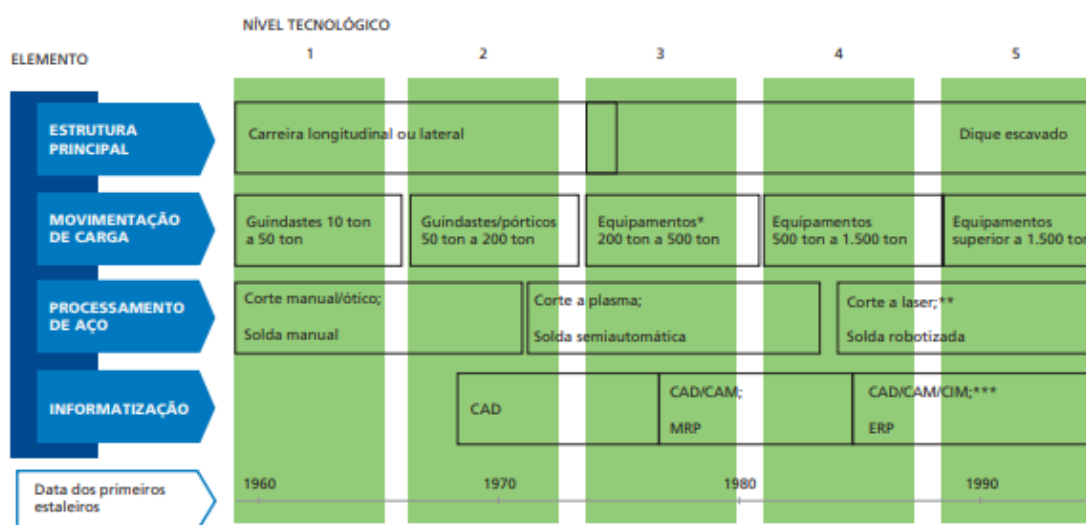 NÍVEL TECNOLÓGICO
ELEMENTO
1
2
3
4
5
ESTRUTURA
PRINCIPAL
Carreira longitudinal ou lateral
Dique escavado
MOVIMENTAÇÃO
DE CARGA
Guindastes 10 ton
a 50 ton
Guindastes/pórticos
50 ton a 200 ton
Equipamentos*
200 ton a 500 ton
Equipamentos
500 ton a 1.500 ton
Equipamentos
superior a 1.500 ton
PROCESSAMENTO
DE AÇO
Corte manual/ótico;
Solda manual
Corte a plasma;
Solda semiautomática
Corte a laser;**
Solda robotizada
INFORMATIZAÇÃO
CAD
CAD/CAM;
MRP
CAD/CAM/CIM;***
ERP
Data dos primeiros
estaleiros
1960
1970
1980
1990